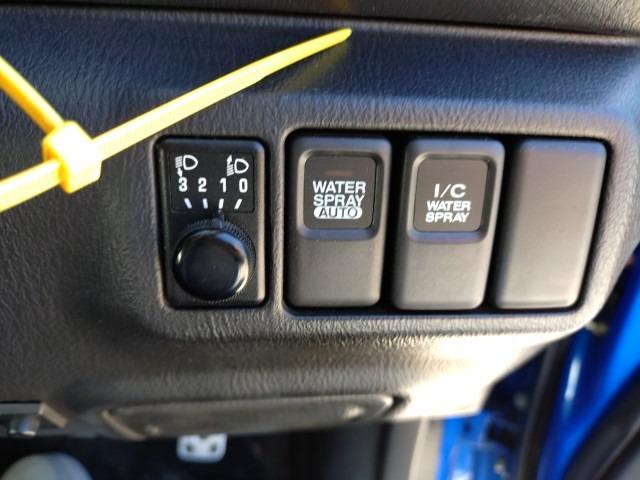 3 2 1 0
WATER
SPRAY
AUTO
I/C
WATER
SPRAY